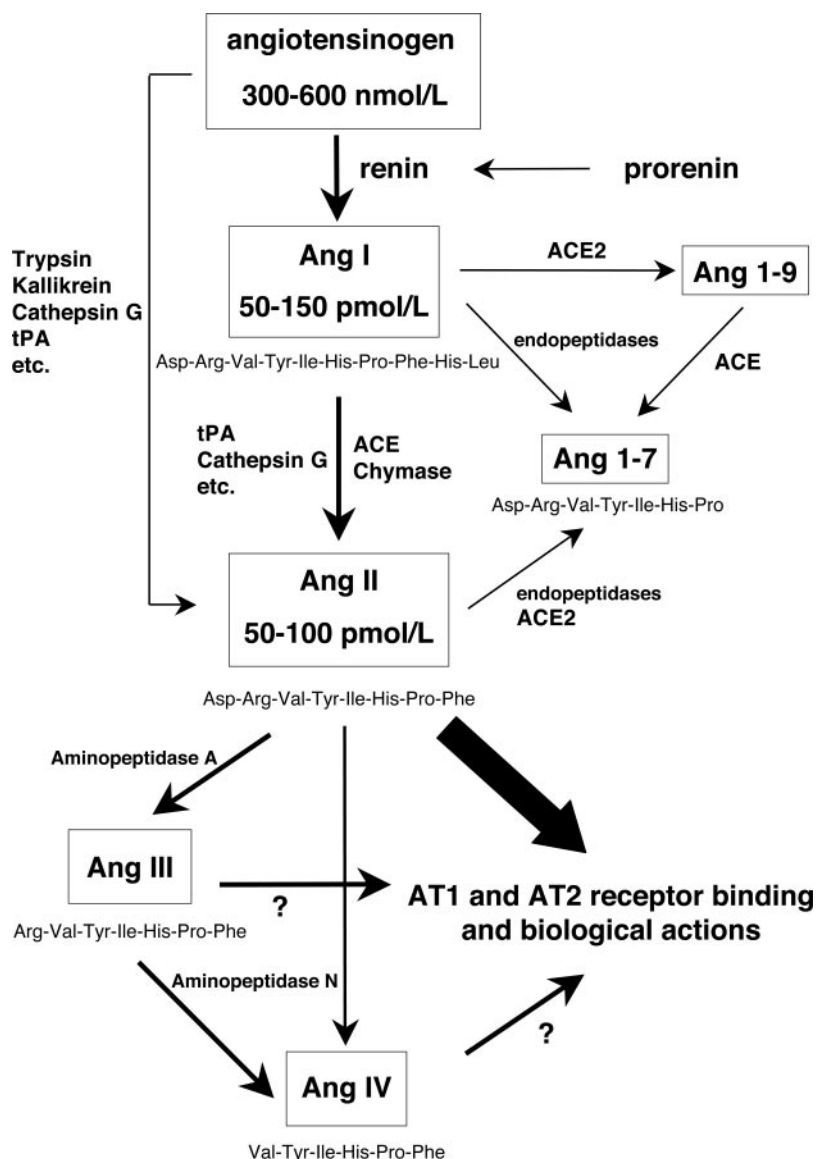 angiotensinogen
300-600 nmol/L
renin
prorenin
Trypsin
Kallikrein
Cathepsin G
tPA
etc.
Ang I
50-150 pmol/L
Asp-Arg-Val-Tyr-Ile-His-Pro-Phe-His-Leu
ACE2
Ang 1-9
endopeptidases
ACE
tPA
Cathepsin G
etc.
ACE
Chymase
Ang 1-7
Asp-Arg-Val-Tyr-Ile-His-Pro
Ang II
50-100 pmol/L
endopeptidases
ACE2
Asp-Arg-Val-Tyr-Ile-His-Pro-Phe
Aminopeptidase A
Ang III
?
AT1 and AT2 receptor binding
and biological actions
Arg-Val-Tyr-Ile-His-Pro-Phe
Aminopeptidase N
?
Ang IV
Val-Tyr-Ile-His-Pro-Phe